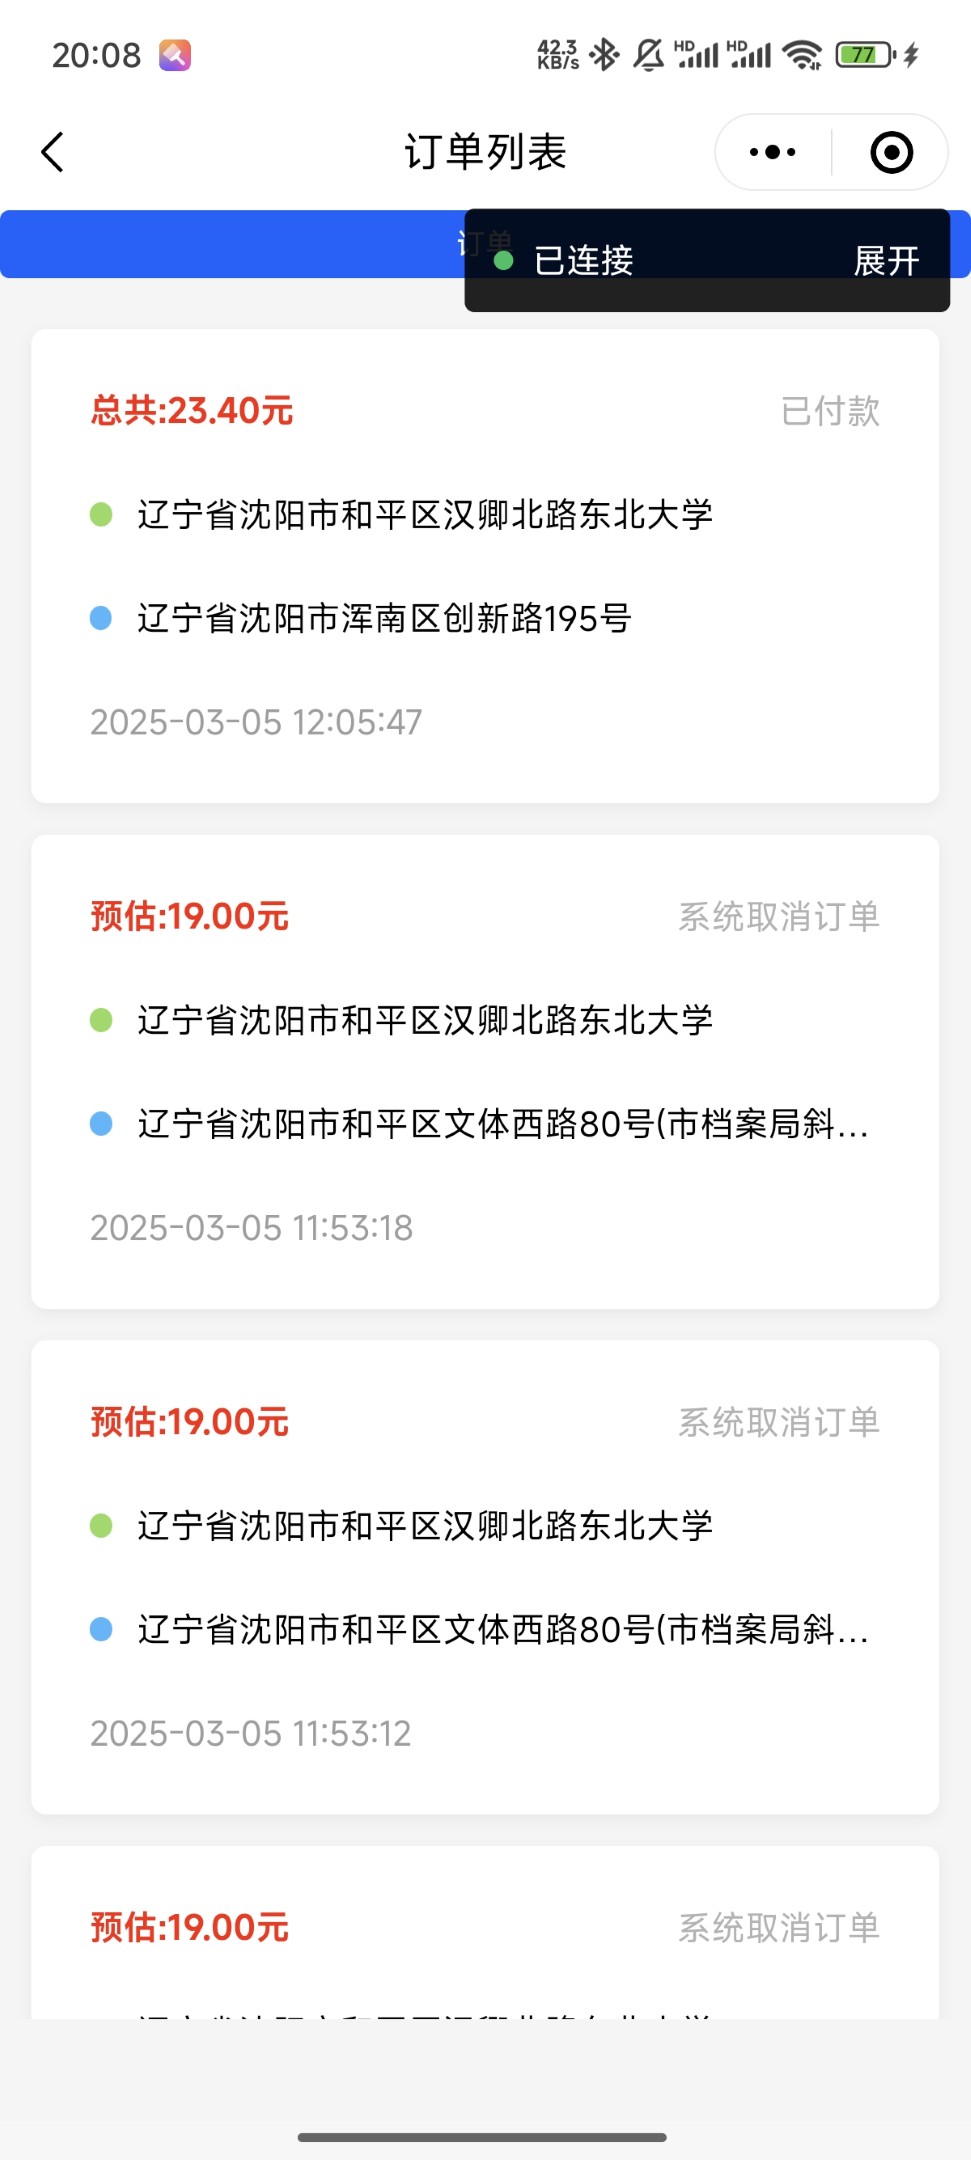 20:08
42.3
KB/s
HD
HD
77
订单列表
订单
已连接
展开
总共:23.40元
已付款
辽宁省沈阳市和平区汉卿北路东北大学
辽宁省沈阳市浑南区创新路195号
2025-03-05 12:05:47
预估:19.00元
系统取消订单
辽宁省沈阳市和平区汉卿北路东北大学
辽宁省沈阳市和平区文体西路80号(市档案局斜...
2025-03-05 11:53:18
预估:19.00元
系统取消订单
辽宁省沈阳市和平区汉卿北路东北大学
辽宁省沈阳市和平区文体西路80号(市档案局斜...
2025-03-05 11:53:12
预估:19.00元
系统取消订单